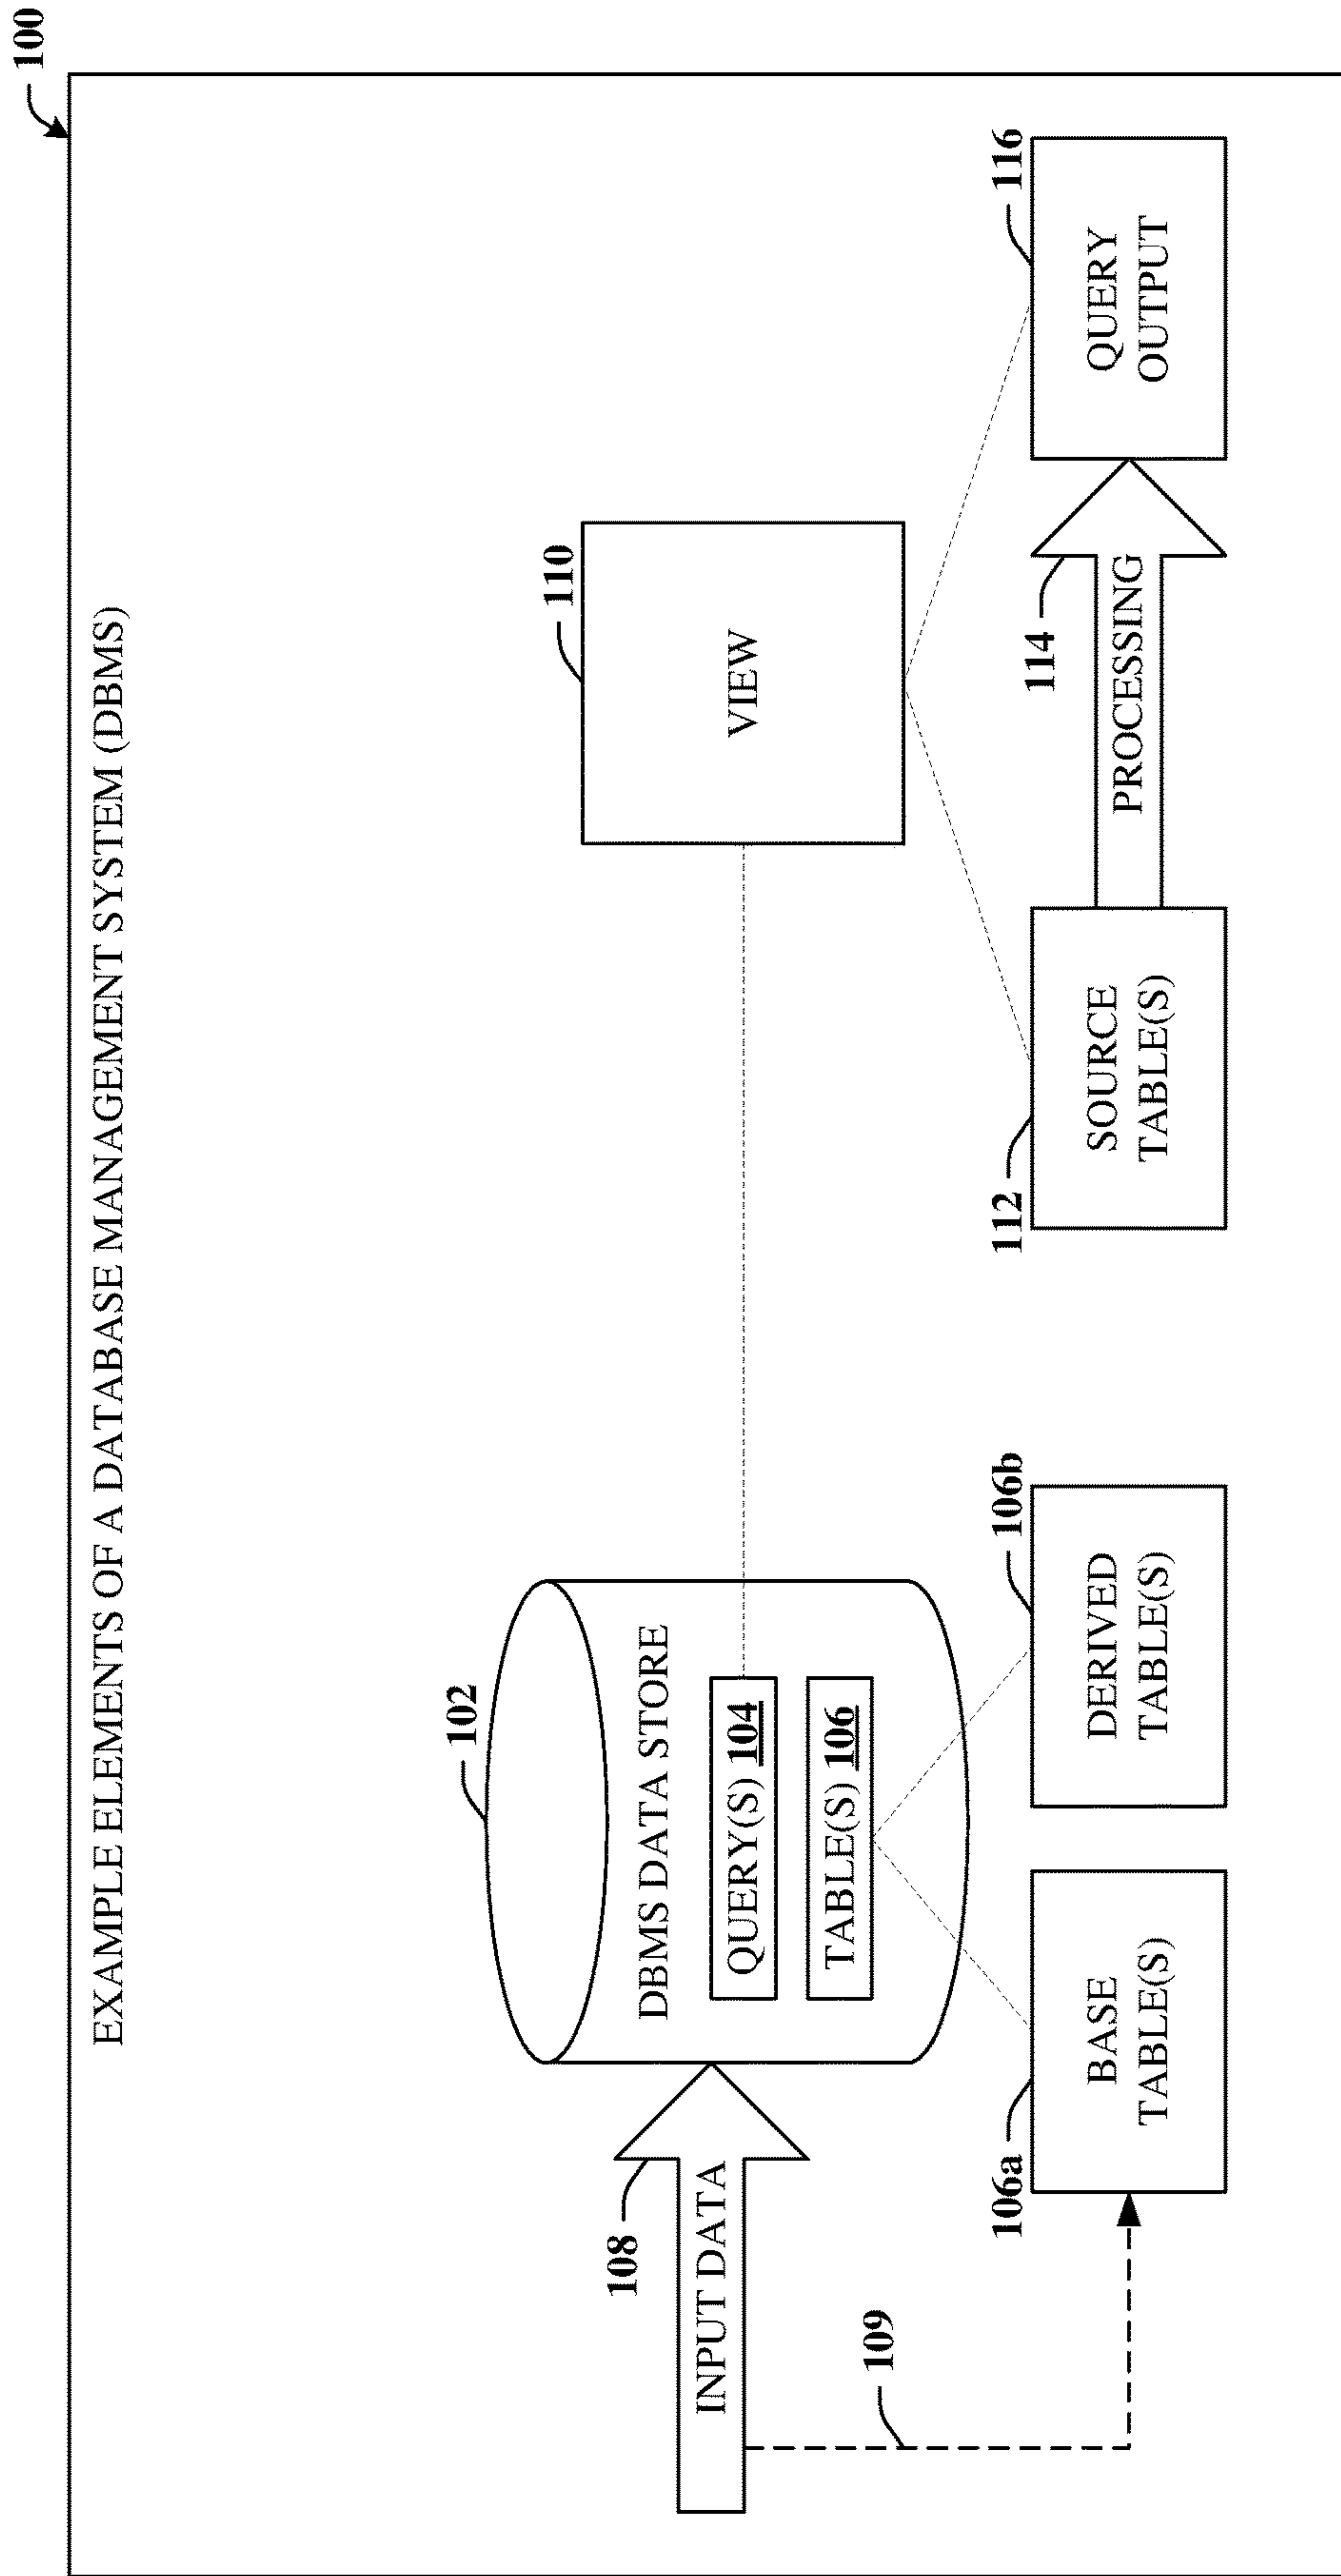 100
EXAMPLE ELEMENTS OF A DATABASE MANAGEMENT SYSTEM (DBMS)
102
DBMS DATA STORE
QUERY(S) 104
TABLE(S) 106
108
INPUT DATA
109
106a
BASE
TABLE(S)
106b
DERIVED
TABLE(S)
110
VIEW
112
SOURCE
TABLE(S)
114
PROCESSING
116
QUERY
OUTPUT